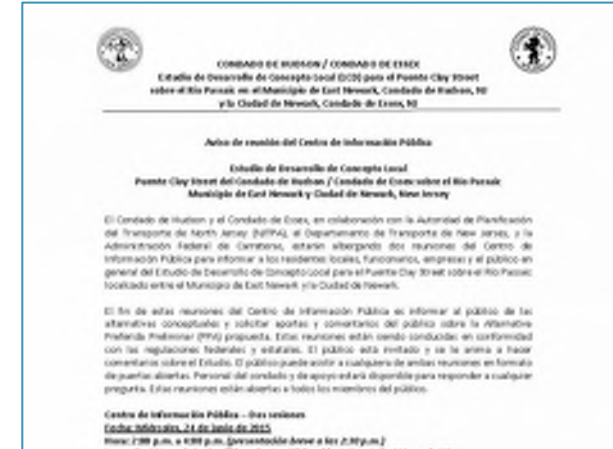 CONDADO DE HUDSON / CONDADO DE ESSEX
Estudio de Desarrollo de Concepto Local (LCD) para el Puente Clay Street
sobre el Río Passaic en el Municipio de East Newark, Condado de Hudson, NJ
y la Ciudad de Newark, Condado de Essex, NJ
Aviso de reunión del Centro de Información Pública
Estudio de Desarrollo de Concepto Local
Puente Clay Street del Condado de Hudson / Condado de Essex sobre el Río Passaic
Municipio de East Newark y Ciudad de Newark, New Jersey
El Condado de Hudson y el Condado de Essex, en colaboración con la Autoridad de Planificación
del Transporte de North Jersey (NJTPA), el Departamento de Transporte de New Jersey, y la
Administración Federal de Carreteras, estarán albergando dos reuniones del Centro de
Información Pública para informar a los residentes locales, funcionarios, empresas y el público en
general del Estudio de Desarrollo de Concepto Local para el Puente Clay Street sobre el Río Passaic
localizado entre el Municipio de East Newark y la Ciudad de Newark.
El fin de estas reuniones del Centro de Información Pública es informar al público de las
alternativas conceptuales y solicitar aportes y comentarios del público sobre la Alternativa
Preferida Preliminar (PPA) propuesta. Estas reuniones están siendo conducidas en conformidad
con las regulaciones federales y estatales. El público está invitado y se le anima a hacer
comentarios sobre el Estudio. El público puede asistir a cualquiera de ambas reuniones en formato
de puertas abiertas. Personal del condado y de apoyo estará disponible para responder a cualquier
pregunta. Estas reuniones están abiertas a todos los miembros del público.
Centro de Información Pública – Dos sesiones
Fecha: Miércoles, 24 de junio de 2015
Hora: 2:00 p.m. a 4:00 p.m. (presentación breve a las 2:30 p.m.)